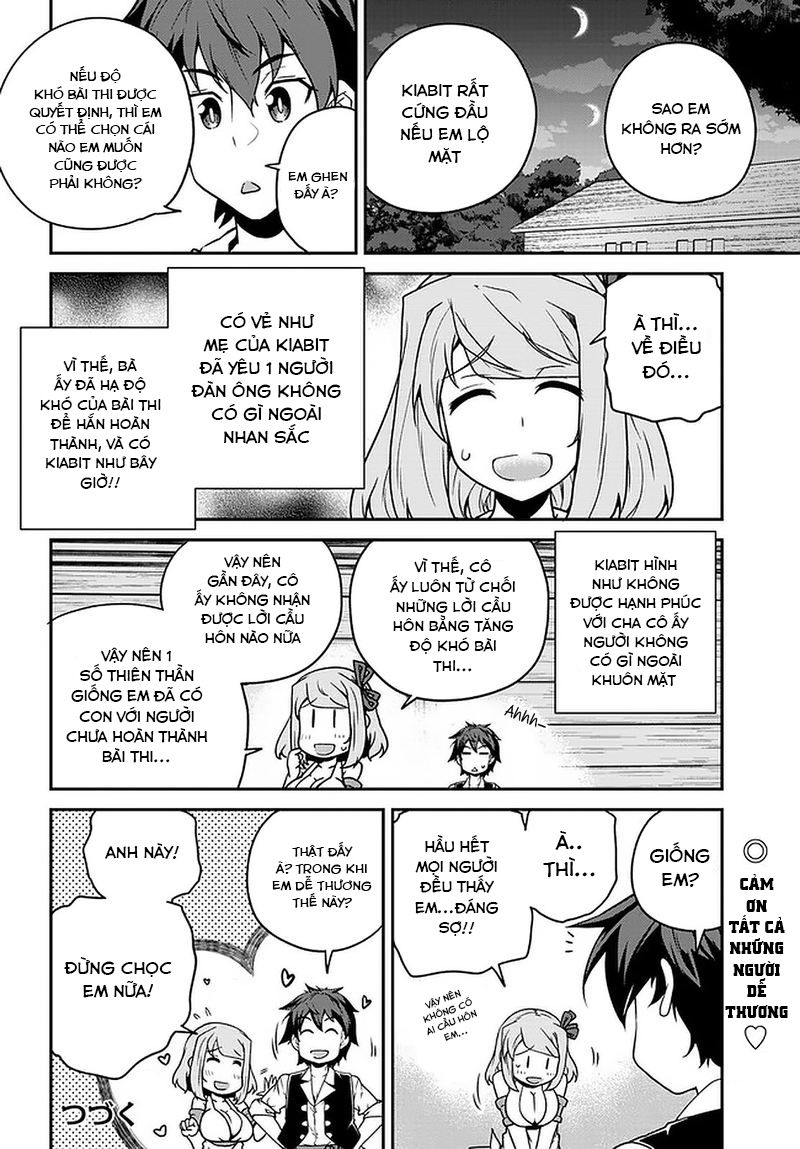 SAO EM
KHÔNG RA SỚM
HƠN?
KIABIT RẤT
CỨNG ĐẦU
NẾU EM LỘ
MẶT
EM GHEN
ĐẤY À?
NẾU ĐỘ
KHÓ BÀI THI ĐƯỢC
QUYẾT ĐỊNH, THÌ EM
CÓ THỂ CHỌN CÁI
NÀO EM MUỐN
CŨNG ĐƯỢC
PHẢI KHÔNG?
À THÌ...
VỀ ĐIỀU
ĐÓ...
CÓ VẺ NHƯ
MẸ CỦA KIABIT
ĐÃ YÊU 1 NGƯỜI
ĐÀN ÔNG KHÔNG
CÓ GÌ NGOÀI
NHAN SẮC
VÌ THẾ, BÀ
ẤY ĐÃ HẠ ĐỘ
KHÓ CỦA BÀI THI
ĐỂ HẮN HOÀN
THÀNH, VÀ CÓ
KIABIT NHƯ BÂY
GIỜ!!
KIABIT HÌNH
NHƯ KHÔNG
ĐƯỢC HẠNH PHÚC
VỚI CHA CÔ ẤY
NGƯỜI KHÔNG
CÓ GÌ NGOÀI
KHUÔN MẶT
VÌ THẾ, CÔ
ẤY LUÔN TỪ CHỐI
NHỮNG LỜI CẦU
HÔN BẰNG TĂNG
ĐỘ KHÓ BÀI
THI...
Ahhh~
VẬY NÊN
GẦN ĐÂY, CÓ
ẤY KHÔNG NHẬN
ĐƯỢC LỜI CẦU
HÔN NÀO NỮA
VẬY NÊN 1
SỐ THIÊN THẦN
GIỐNG EM ĐÃ CÓ
CON VỚI NGƯỜI
CHƯA HOÀN THÀNH
BÀI THI...
GIỐNG
EM?
À..
THÌ...
HẦU HẾT
MỌI NGƯỜI
ĐỀU THẤY
EM...ĐÁNG
SỢ!!
VẬY NÊN
KHÔNG CÓ
AI CẦU HÔN
EM...
THẬT ĐẤY
À? TRONG KHI
EM DỄ THƯƠNG
THẾ NÀY?
ANH NÀY!
ĐỪNG CHỌC
EM NỮA!
つづく
◎
CẢM
ƠN
TẤT CẢ
NHỮNG
NGƯỜI
DỄ
THƯƠNG
♡